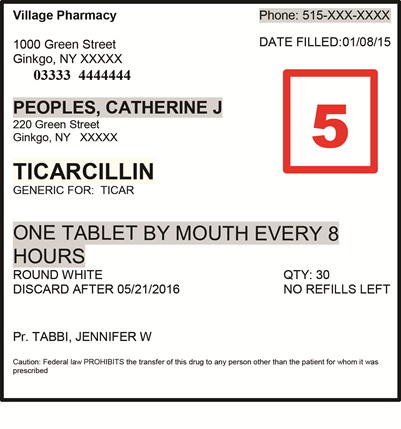 Village Pharmacy
Phone: 515-XXX-XXXX
1000 Green Street
DATE FILLED:01/08/15
Ginkgo, NY XXXXX
03333 4444444
5
PEOPLES, CATHERINE J
220 Green Street
Ginkgo, NY XXXXX
TICARCILLIN
GENERIC FOR: TICAR
ONE TABLET BY MOUTH EVERY 8
HOURS
ROUND WHITE
QTY: 30
DISCARD AFTER 05/21/2016
NO REFILLS LEFT
Pr. TABBI, JENNIFER W
Caution: Federal law PROHIBITS the transfer of this drug to any person other than the patient for whom it was
prescribed